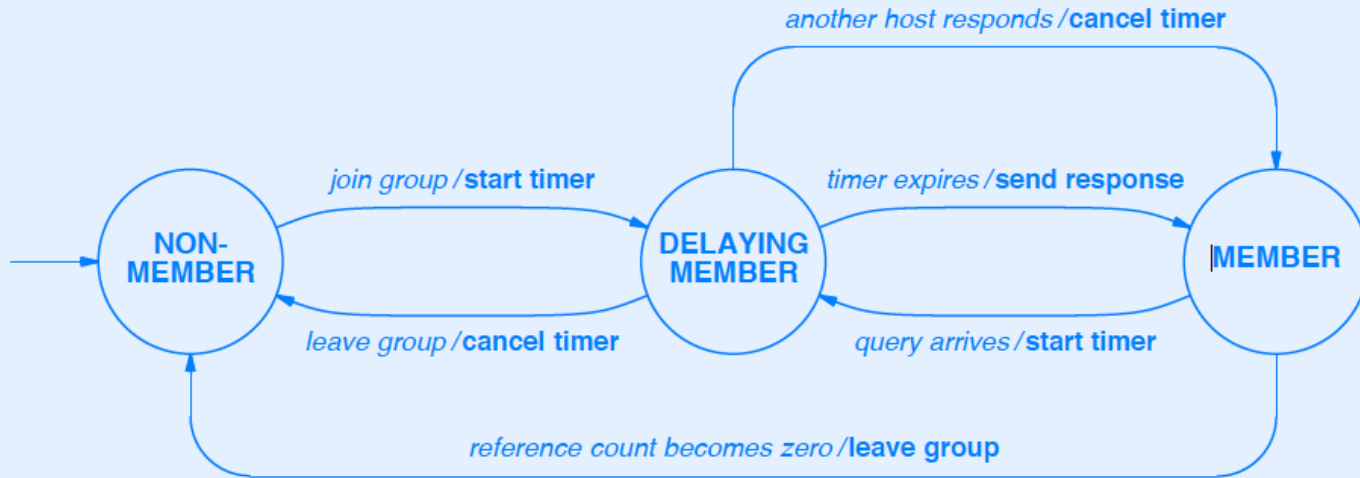 another host responds / cancel timer
join group / start timer
timer expires / send response
NON-
MEMBER
DELAYING
MEMBER
MEMBER
leave group / cancel timer
query arrives / start timer
reference count becomes zero / leave group